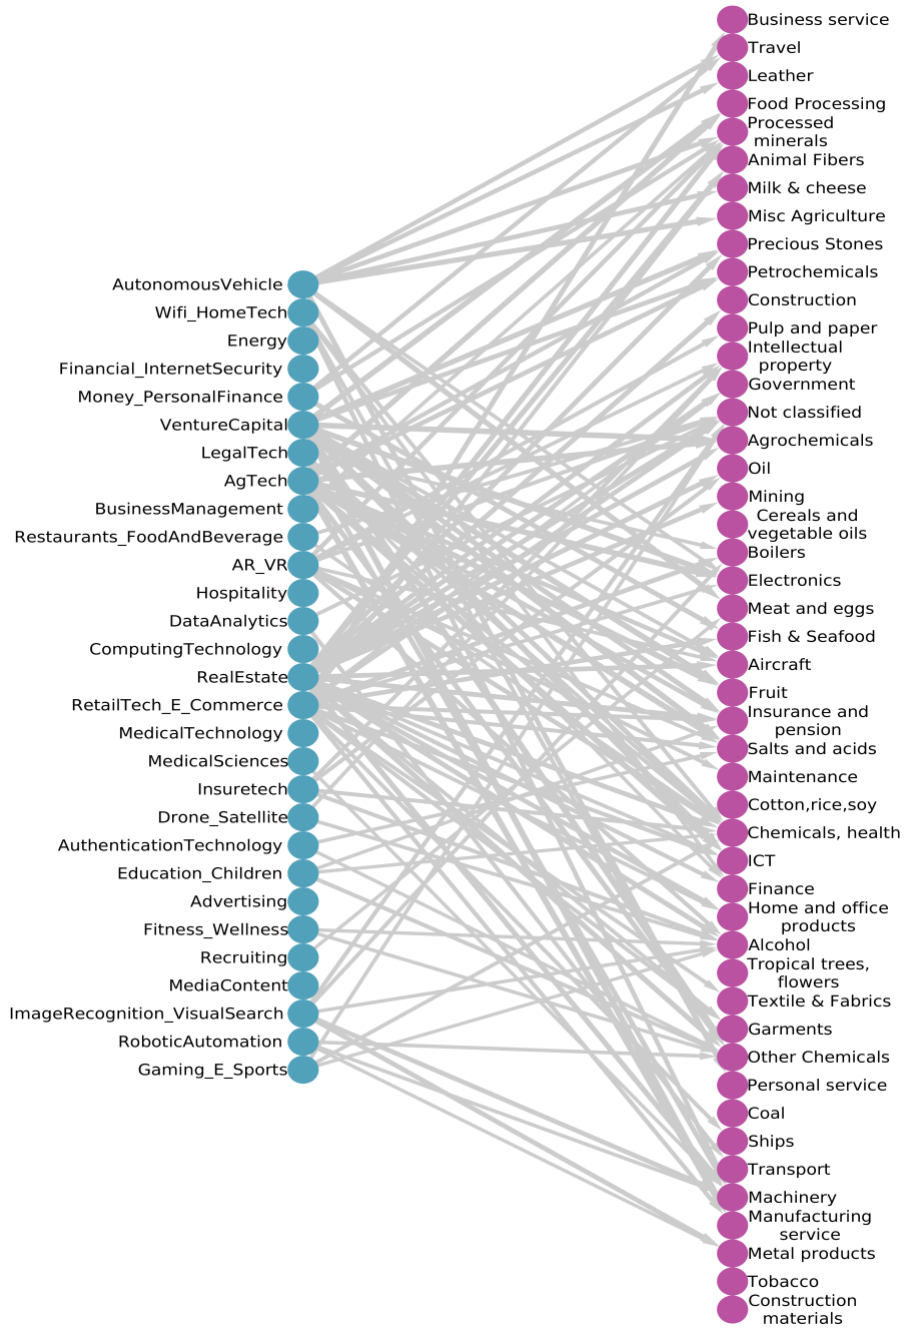 Business service
Travel
Leather
Food Processing
Processed
minerals
Animal Fibers
Milk & cheese
Misc Agriculture
Precious Stones
Petrochemicals
Construction
Pulp and paper
Intellectual
property
Government
Not classified
Agrochemicals
Oil
Mining
Cereals and
vegetable oils
Boilers
Electronics
Meat and eggs
Fish & Seafood
Aircraft
Fruit
Insurance and
pension
Salts and acids
Maintenance
Cotton,rice,soy
Chemicals, health
ICT
Finance
Home and office
products
Alcohol
Tropical trees,
flowers
Textile & Fabrics
Garments
Other Chemicals
Personal service
Coal
Ships
Transport
Machinery
Manufacturing
service
Metal products
Tobacco
Construction
materials
AutonomousVehicle
Wifi_HomeTech
Energy
Financial_InternetSecurity
Money_PersonalFinance
VentureCapital
LegalTech
AgTech
BusinessManagement
Restaurants_FoodAndBeverage
AR_VR
Hospitality
DataAnalytics
ComputingTechnology
RealEstate
RetailTech_E_Commerce
MedicalTechnology
MedicalSciences
Insuretech
Drone_Satellite
AuthenticationTechnology
Education_Children
Advertising
Fitness_Wellness
Recruiting
MediaContent
ImageRecognition_VisualSearch
RoboticAutomation
Gaming_E_Sports